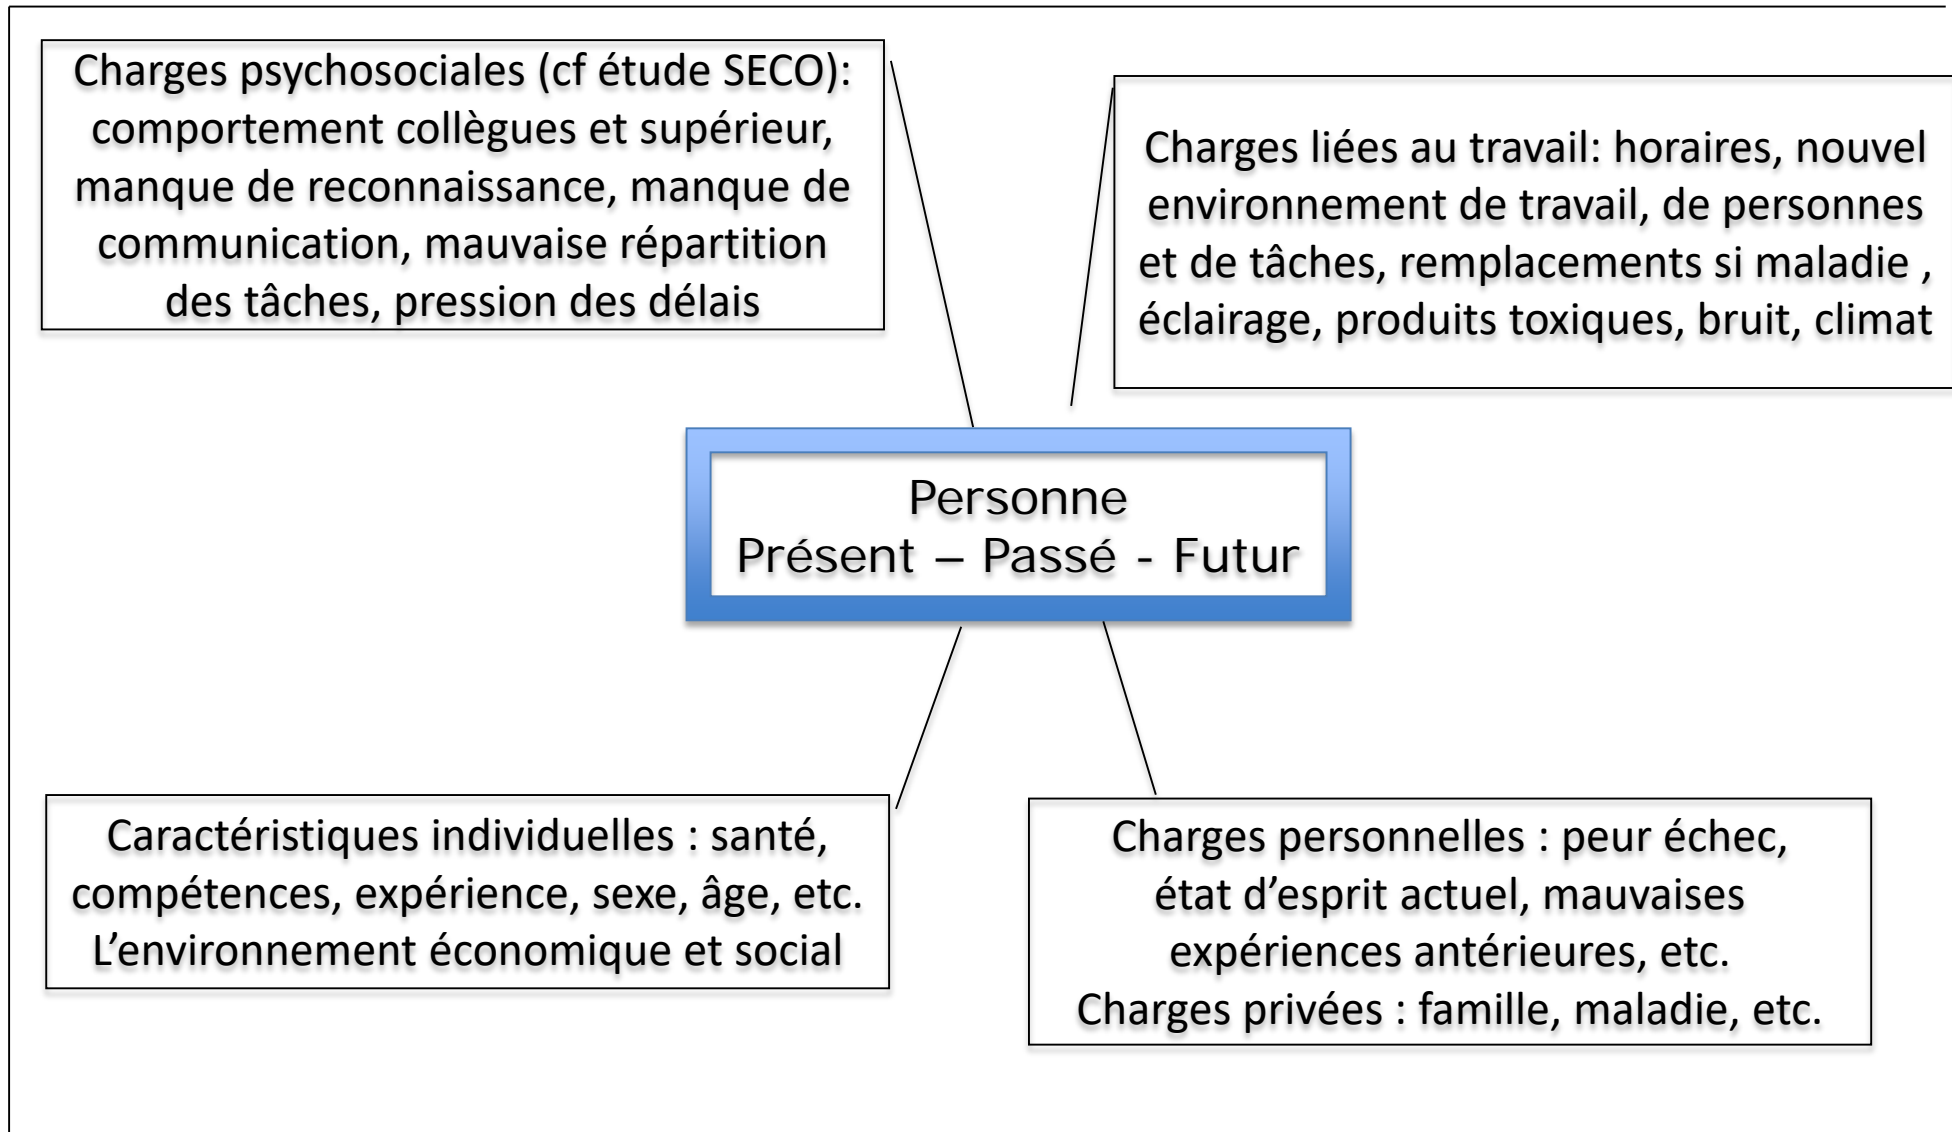 Charges psychosociales (cf étude SECO):
comportement collègues et supérieur,
manque de reconnaissance, manque de
communication, mauvaise répartition
des tâches, pression des délais
Charges liées au travail: horaires, nouvel
environnement de travail, de personnes
et de tâches, remplacements si maladie ,
éclairage, produits toxiques, bruit, climat
Personne
Présent – Passé - Futur
Caractéristiques individuelles : santé,
compétences, expérience, sexe, âge, etc.
L’environnement économique et social
Charges personnelles : peur échec,
état d’esprit actuel, mauvaises
expériences antérieures, etc.
Charges privées : famille, maladie, etc.